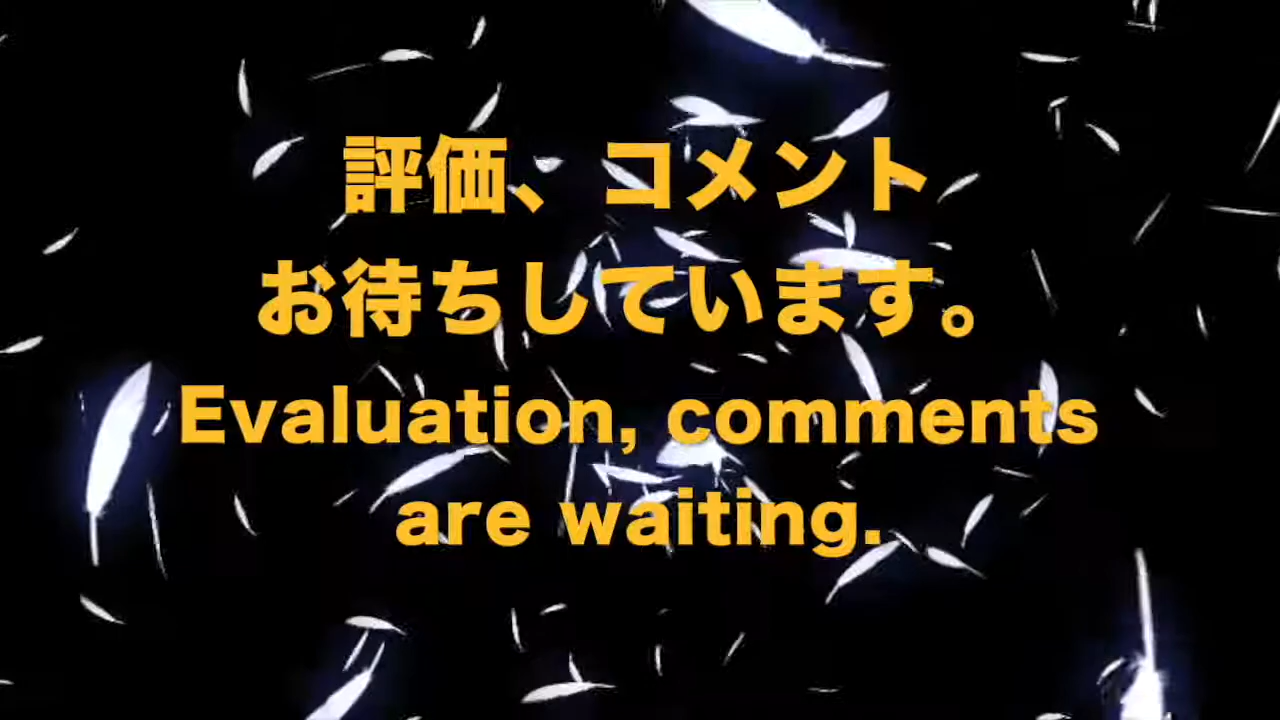 評価、コメント
お待ちしています。
Evaluation, comments
are waiting.